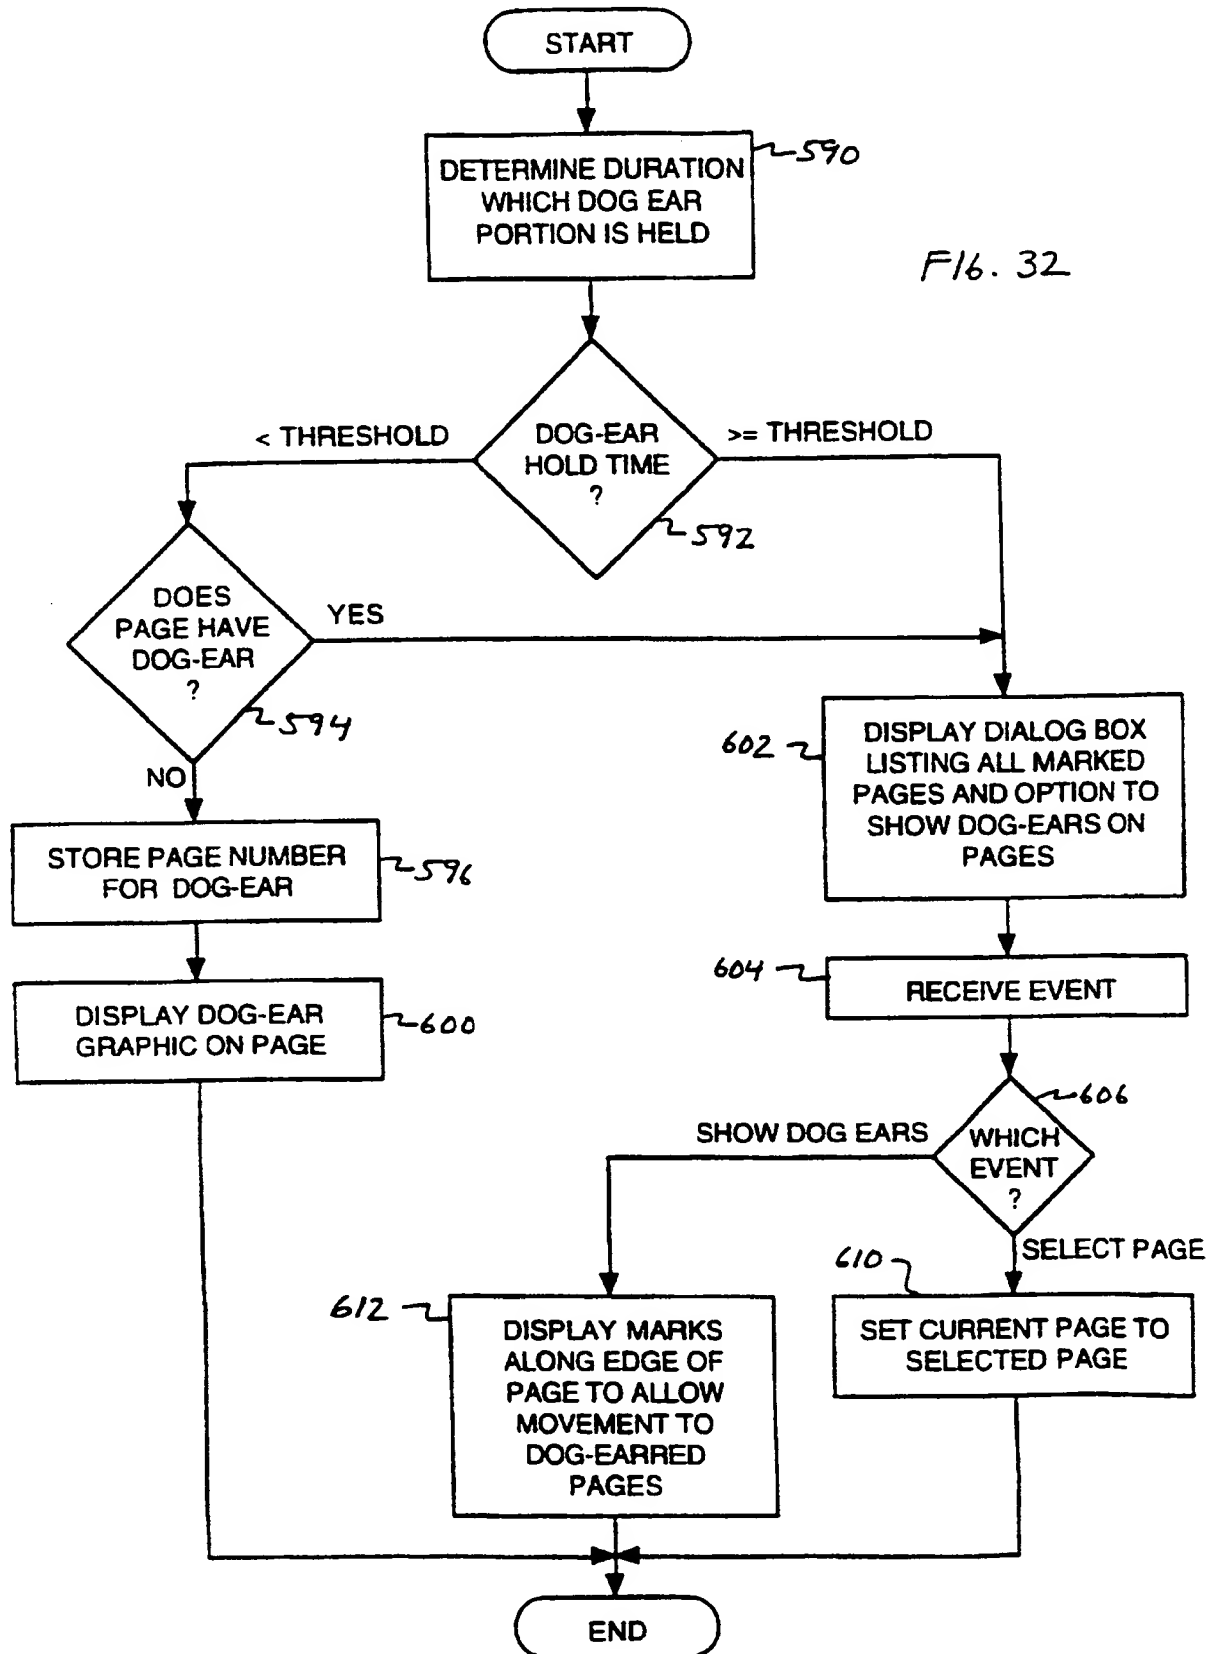 START
590
DETERMINE DURATION
WHICH DOG EAR
PORTION IS HELD
FIG. 32
< THRESHOLD
DOG-EAR
HOLD TIME
?
>= THRESHOLD
592
DOES
PAGE HAVE
DOG-EAR
?
YES
594
NO
602
DISPLAY DIALOG BOX
LISTING ALL MARKED
PAGES AND OPTION TO
SHOW DOG-EARS ON
PAGES
STORE PAGE NUMBER
FOR DOG-EAR
596
604
RECEIVE EVENT
DISPLAY DOG-EAR
GRAPHIC ON PAGE
600
606
SHOW DOG EARS
WHICH
EVENT
?
SELECT PAGE
610
612
DISPLAY MARKS
ALONG EDGE OF
PAGE TO ALLOW
MOVEMENT TO
DOG-EARRED
PAGES
SET CURRENT PAGE TO
SELECTED PAGE
END